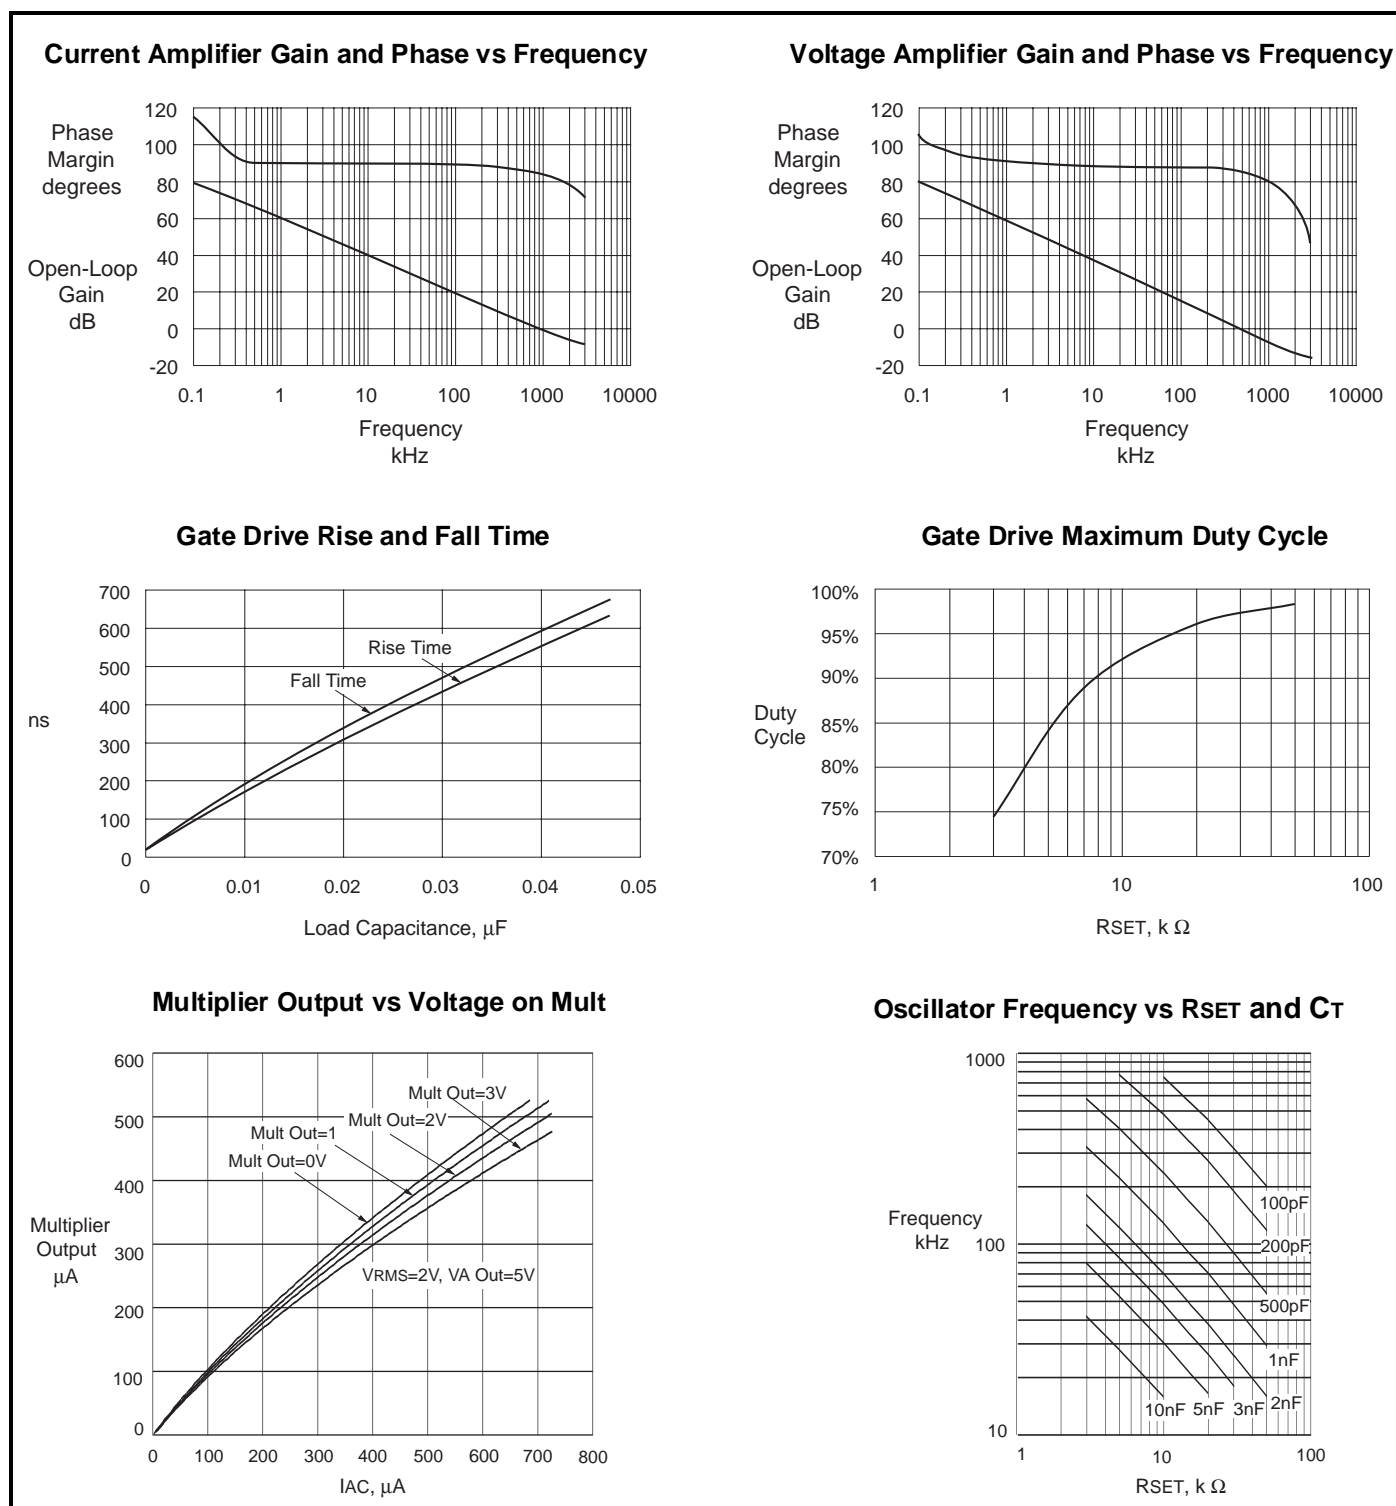 Current Amplifier Gain and Phase vs Frequency
120
100
80
60
40
20
0
-20
Phase
Margin
degrees
Open-Loop
Gain
dB
0.1
1
10
100
1000
10000
Frequency
kHz
Voltage Amplifier Gain and Phase vs Frequency
120
100
80
60
40
20
0
-20
Phase
Margin
degrees
Open-Loop
Gain
dB
0.1
1
10
100
1000
10000
Frequency
kHz
Gate Drive Rise and Fall Time
700
600
500
400
300
200
100
0
ns
Rise Time
Fall Time
0
0.01
0.02
0.03
0.04
0.05
Load Capacitance, μF
Gate Drive Maximum Duty Cycle
100%
95%
90%
85%
80%
75%
70%
Duty
Cycle
1
10
100
RSET, k Ω
Multiplier Output vs Voltage on Mult
600
500
400
300
200
100
0
Multiplier
Output
μA
Mult Out=3V
Mult Out=2V
Mult Out=1
Mult Out=0V
VRMS=2V, VA Out=5V
0
100
200
300
400
500
600
700
800
IAC, μA
Oscillator Frequency vs RSET and CT
1000
100
10
Frequency
kHz
100pF
200pF
500pF
1nF
10nF
5nF
3nF
2nF
1
10
100
RSET, k Ω